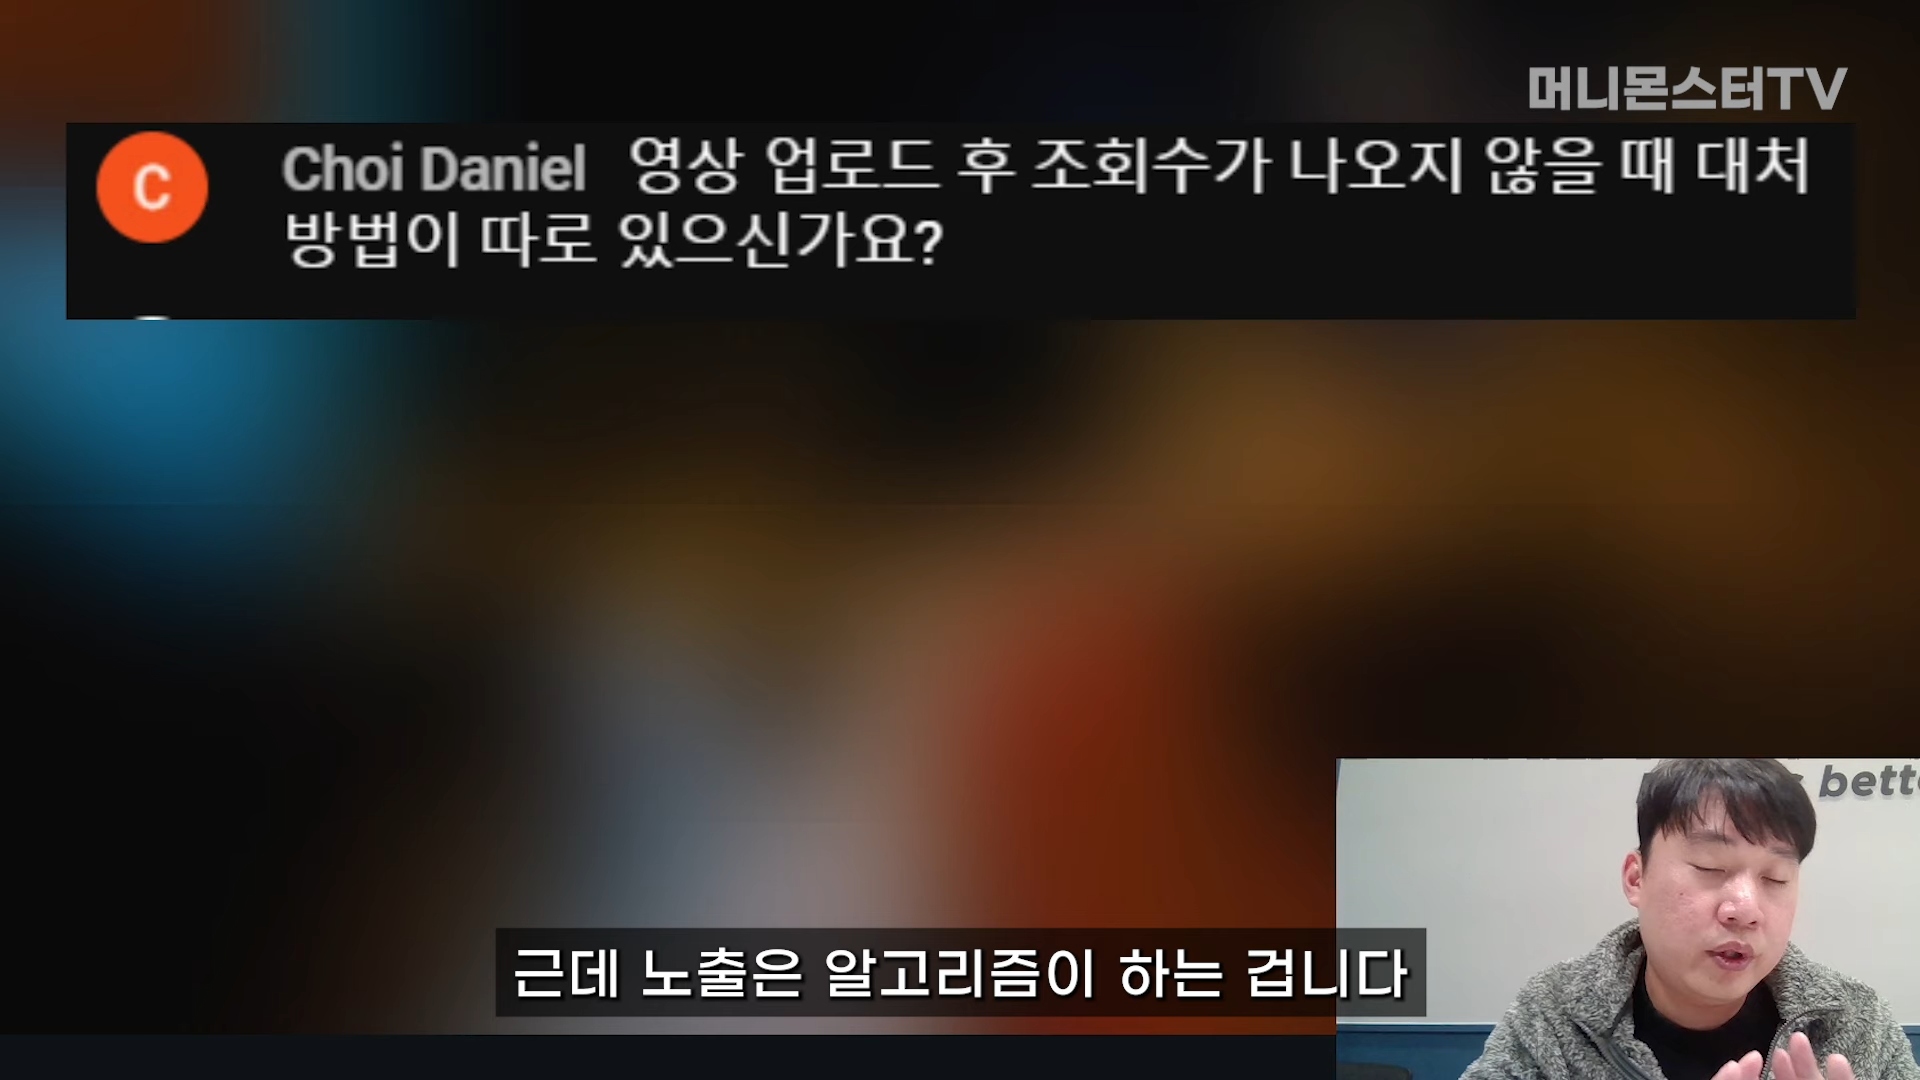 머니몬스터TV
C
Choi Daniel 영상 업로드 후 조회수가 나오지 않을 때 대처
방법이 따로 있으신가요?
bette
근데 노출은 알고리즘이 하는 겁니다